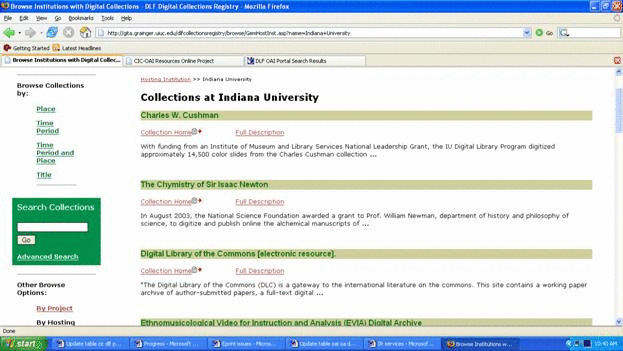 Browse Institutions with Digital Collections - DLF Digital Collections Registry - Mozilla Firefox
File Edit View Go Bookmarks Tools Help
http://gita.grainger.uiuc.edu/dlfcollectionsregistry/browse/GemHostInst.asp?name=Indiana+University
Go
Getting Started Latest Headlines
Browse Institutions with Digital Collec... CIC-OAI Resources Online Project DLF OAI Portal Search Results
Browse Collections by:
Place
Time Period
Time Period and Place
Title
Search Collections
Go
Advanced Search
Other Browse Options:
By Project
By Hosting
Hosting Institution >> Indiana University
Collections at Indiana University
Charles W. Cushman
Collection Home Full Description
With funding from an Institute of Museum and Library Services National Leadership Grant, the IU Digital Library Program digitized
approximately 14,500 color slides from the Charles Cushman collection ...
The Chymistry of Sir Isaac Newton
Collection Home Full Description
In August 2003, the National Science Foundation awarded a grant to Prof. William Newman, department of history and philosophy of
science, to digitize and publish online the alchemical manuscripts of ...
Digital Library of the Commons [electronic resource].
Collection Home Full Description
"The Digital Library of the Commons (DLC) is a gateway to the international literature on the commons. This site contains a working paper
archive of author-submitted papers, a full-text digital ...
Ethnomusicological Video for Instruction and Analysis (EVIA) Digital Archive
Done
start Update table cr dlf p... Progress - Microsoft ... Eprint issues - Micros... Update table oai sa d... IR services - Microsof... Browse Institutions w... 10:40 AM